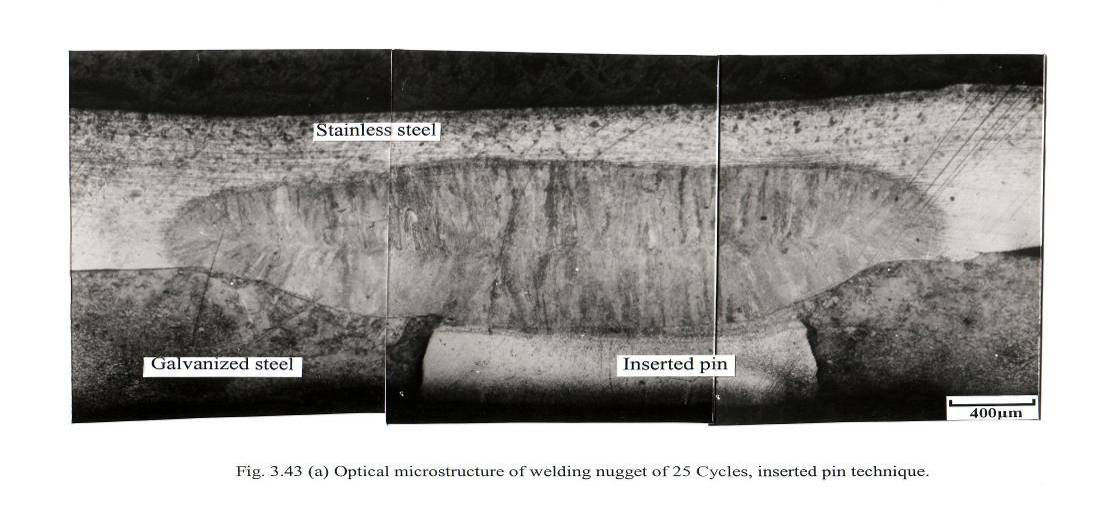 Stainless steel
Galvanized steel
Inserted pin
400µm
Fig. 3.43 (a) Optical microstructure of welding nugget of 25 Cycles, inserted pin technique.